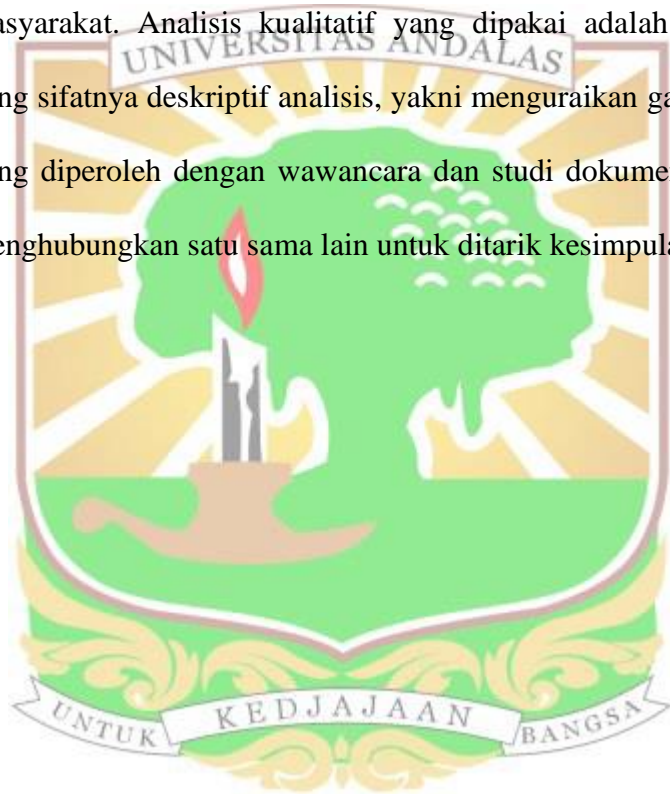 asyarakat. Analisis kualitatif yang dipakai adalah
UNIVERSITAS ANDALAS
ng sifatnya deskriptif analisis, yakni menguraikan ga
ng diperoleh dengan wawancara dan studi dokume
enghubungkan satu sama lain untuk ditarik kesimpula
UNTUK KEDJAJAAN BANGSA